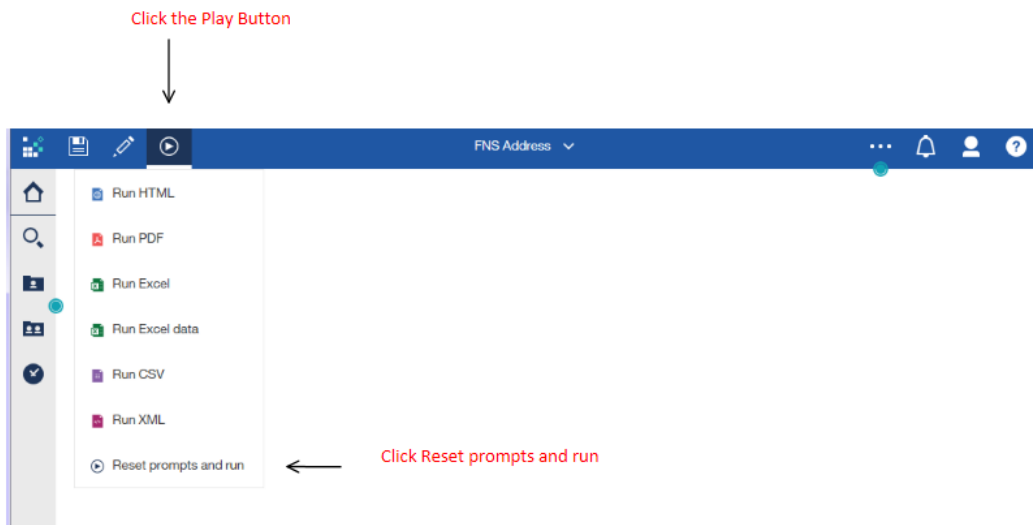 Click the Play Button
FNS Address
?
Run HTML
Run PDF
Run Excel
Run Excel data
Run CSV
Run XML
Reset prompts and run
Click Reset prompts and run